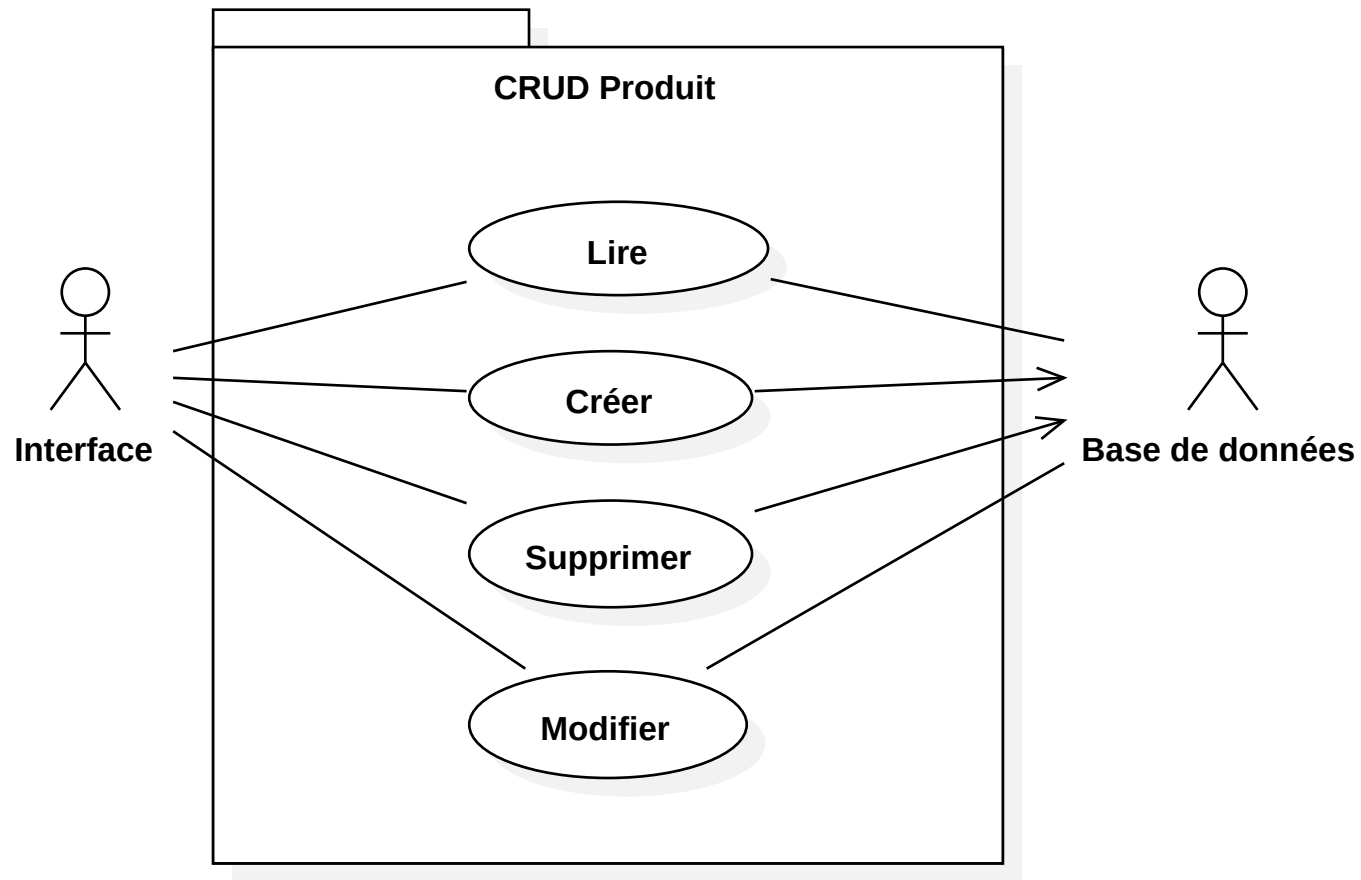 CRUD Produit
Lire
Créer
Interface
Base de données
Supprimer
Modifier